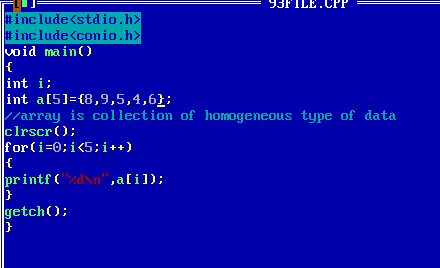 [■] 93FILE.CPP
#include<stdio.h>
#include<conio.h>
void main()
{
int i;
int a[5]={8,9,5,4,6};
//array is collection of homogeneous type of data
clrscr();
for(i=0;i<5;i++)
{
printf("%d\n",a[i]);
}
getch();
}